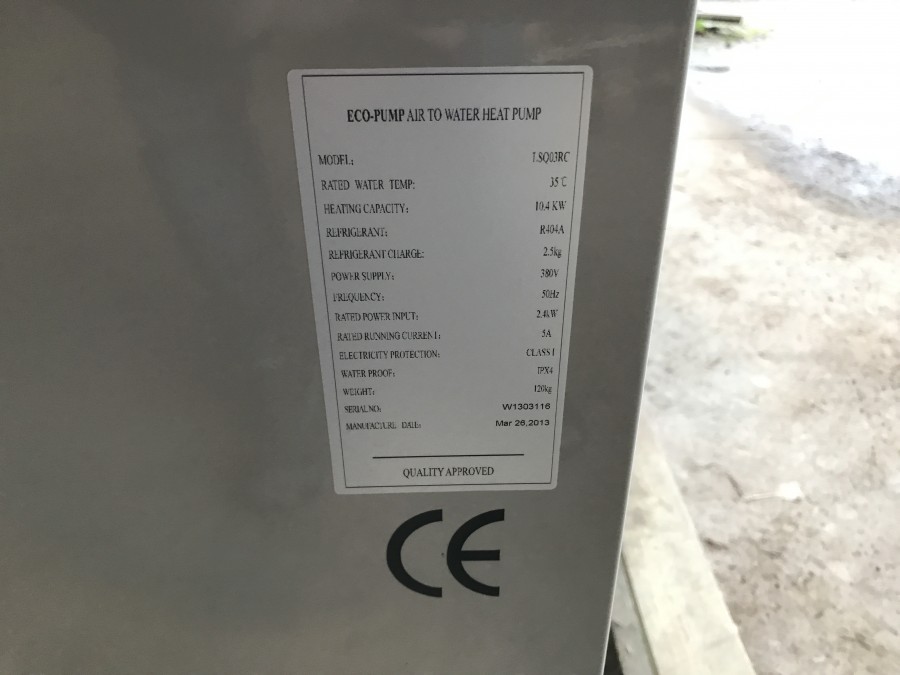 ECO-PUMP AIR TO WATER HEAT PUMP
MODEL: LSQ03RC
RATED WATER TEMP: 35℃
HEATING CAPACITY: 10.4 KW
REFRIGERANT: R404A
REFRIGERANT CHARGE: 2.5kg
POWER SUPPLY: 380V
FREQUENCY: 50Hz
RATED POWER INPUT: 2.4kW
RATED RUNNING CURRENT: 5A
ELECTRICITY PROTECTION: CLASS I
WATER PROOF: IPX4
WEIGHT: 120kg
SERIAL NO: W1303116
MANUFACTURE DATE: Mar 26,2013
QUALITY APPROVED
CE